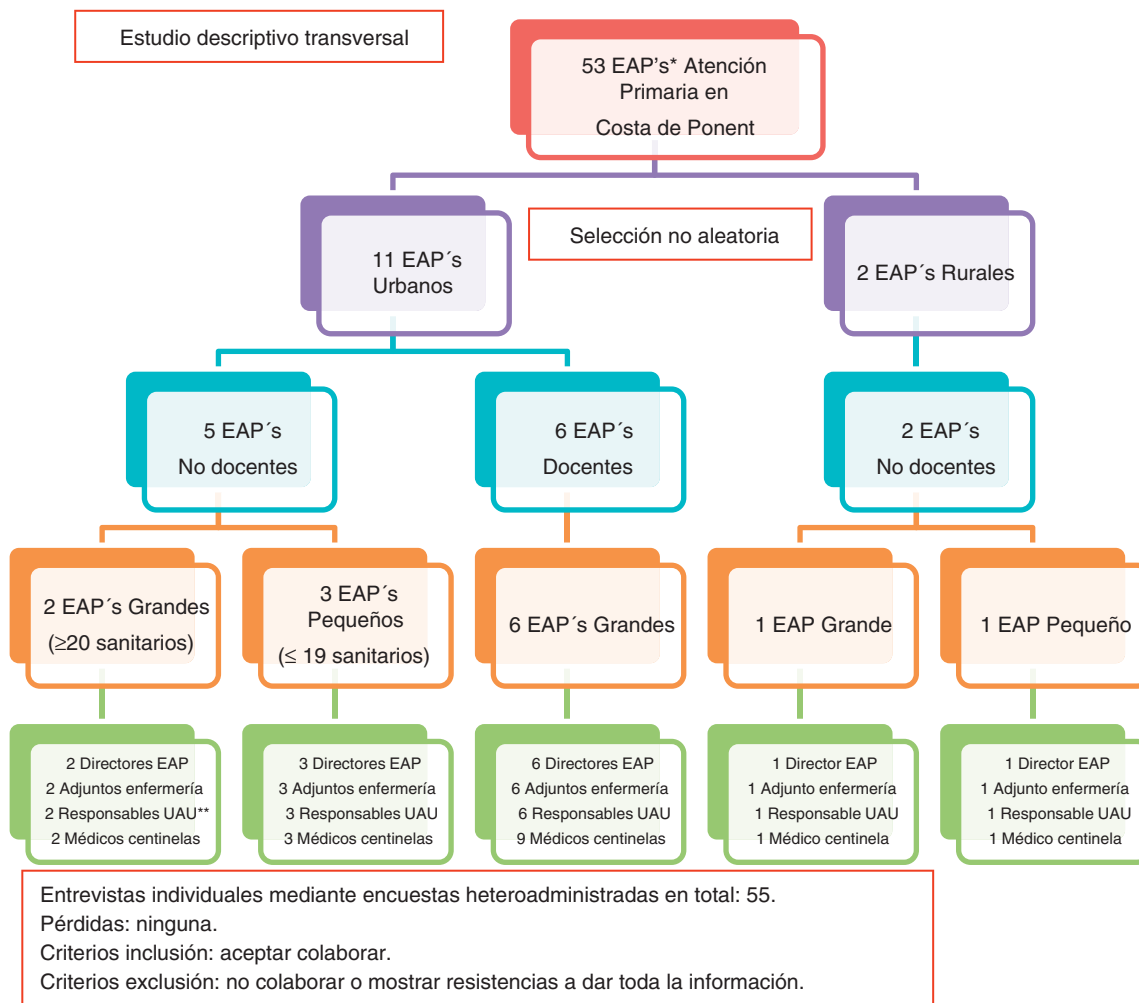 Estudio descriptivo transversal
53 EAP's* Atención
Primaria en
Costa de Ponent
Selección no aleatoria
11 EAP´s
Urbanos
2 EAP´s Rurales
5 EAP´s
No docentes
6 EAP´s
Docentes
2 EAP´s
No docentes
2 EAP´s Grandes
(≥20 sanitarios)
3 EAP´s
Pequeños
(≤ 19 sanitarios)
6 EAP´s Grandes
1 EAP Grande
1 EAP Pequeño
2 Directores EAP
2 Adjuntos enfermería
2 Responsables UAU**
2 Médicos centinelas
3 Directores EAP
3 Adjuntos enfermería
3 Responsables UAU
3 Médicos centinelas
6 Directores EAP
6 Adjuntos enfermería
6 Responsables UAU
9 Médicos centinelas
1 Director EAP
1 Adjunto enfermería
1 Responsable UAU
1 Médico centinela
1 Director EAP
1 Adjunto enfermería
1 Responsable UAU
1 Médico centinela
Entrevistas individuales mediante encuestas heteroadministradas en total: 55.
Pérdidas: ninguna.
Criterios inclusión: aceptar colaborar.
Criterios exclusión: no colaborar o mostrar resistencias a dar toda la información.